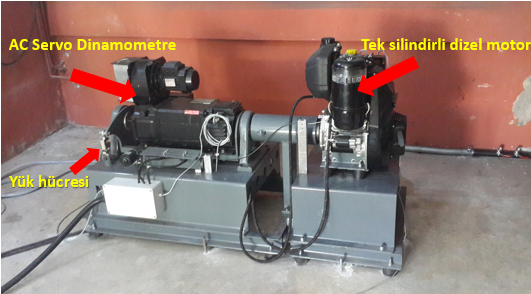 AC Servo Dinamometre
Tek silindirli dizel motor
Yük hücresi